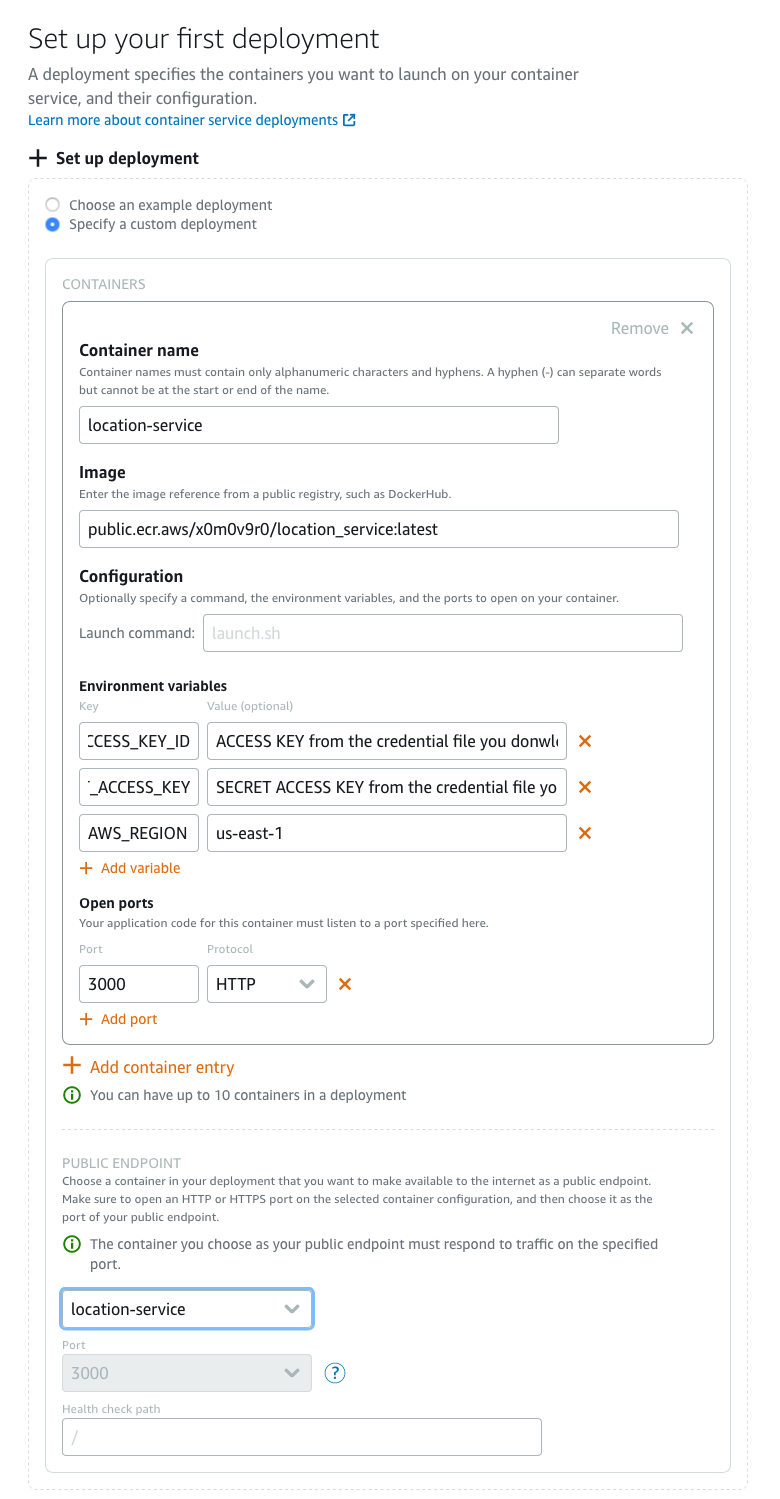 Set up your first deployment
A deployment specifies the containers you want to launch on your container
service, and their configuration.
Learn more about container service deployments
Set up deployment
Choose an example deployment
Specify a custom deployment
CONTAINERS
Remove
Container name
Container names must contain only alphanumeric characters and hyphens. A hyphen (-) can separate words
but cannot be at the start or end of the name.
location-service
Image
Enter the image reference from a public registry, such as DockerHub.
public.ecr.aws/x0m0v9r0/location_service:latest
Configuration
Optionally specify a command, the environment variables, and the ports to open on your container.
Launch command: launch.sh
Environment variables
Key Value (optional)
CCESS_KEY_ID ACCESS KEY from the credential file you donwl
_ACCESS_KEY SECRET ACCESS KEY from the credential file yo
AWS_REGION us-east-1
+ Add variable
Open ports
Your application code for this container must listen to a port specified here.
Port Protocol
3000 HTTP
+ Add port
+ Add container entry
You can have up to 10 containers in a deployment
PUBLIC ENDPOINT
Choose a container in your deployment that you want to make available to the internet as a public endpoint.
Make sure to open an HTTP or HTTPS port on the selected container configuration, and then choose it as the
port of your public endpoint.
The container you choose as your public endpoint must respond to traffic on the specified
port.
location-service
Port
3000 ?
Health check path
/